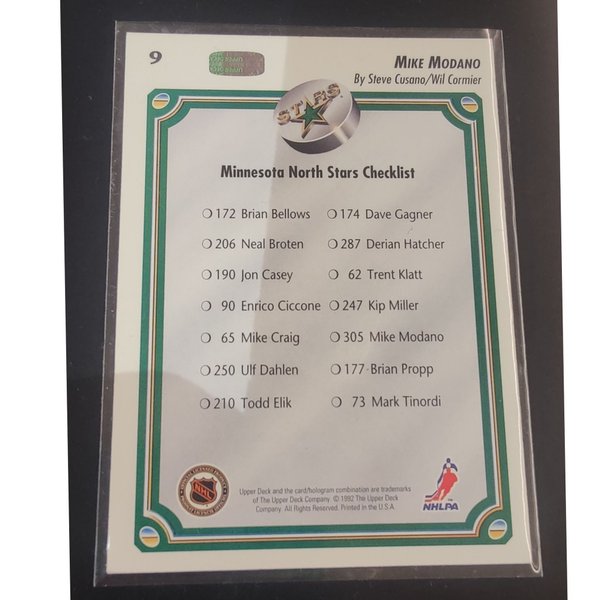 9
MIKE MODANO
By Steve Cusano/Wil Cormier
STARS
Minnesota North Stars Checklist
172 Brian Bellows
206 Neal Broten
190 Jon Casey
90 Enrico Ciccone
65 Mike Craig
250 Ulf Dahlen
210 Todd Elik
174 Dave Gagner
287 Derian Hatcher
62 Trent Klatt
247 Kip Miller
305 Mike Modano
177 Brian Propp
73 Mark Tinordi
NHL
Upper Deck and the card/hologram combination are trademarks
of The Upper Deck Company. © 1992 The Upper Deck
Company. All Rights Reserved. Printed in the U.S.A
NHLPA